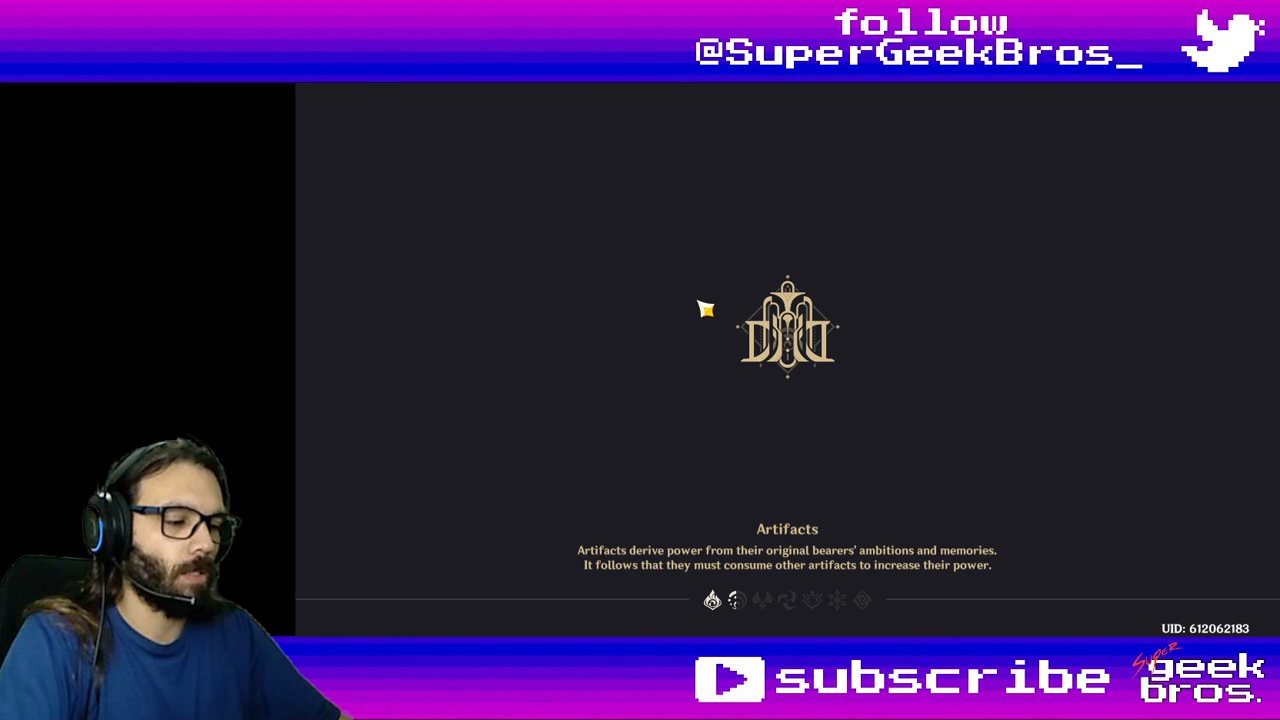 follow
@SuperGeekBros_
Artifacts
Artifacts derive power from their original bearers' ambitions and memories.
It follows that they must consume other artifacts to increase their power.
UID: 612062183
subscribe
SUPER
geek
bros.